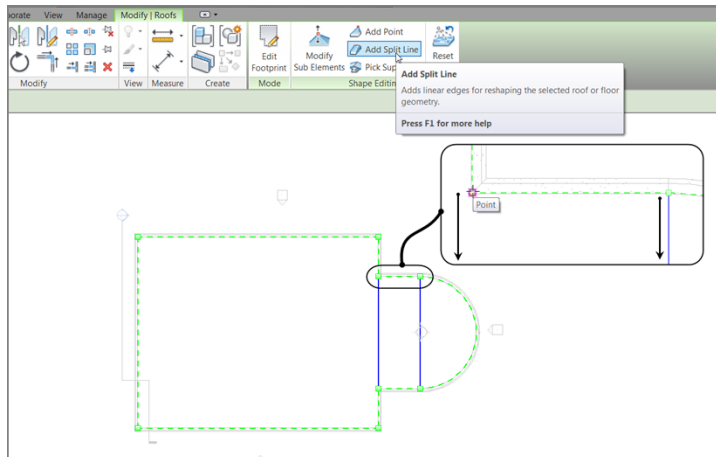 orate View Manage Modify | Roofs
Add Point
Add Split Line
Edit Footprint
Modify Sub Elements
Pick Sup
Reset
Modify View Measure Create Mode Shape Editin
Add Split Line
Adds linear edges for reshaping the selected roof or floor
geometry.
Press F1 for more help
Point